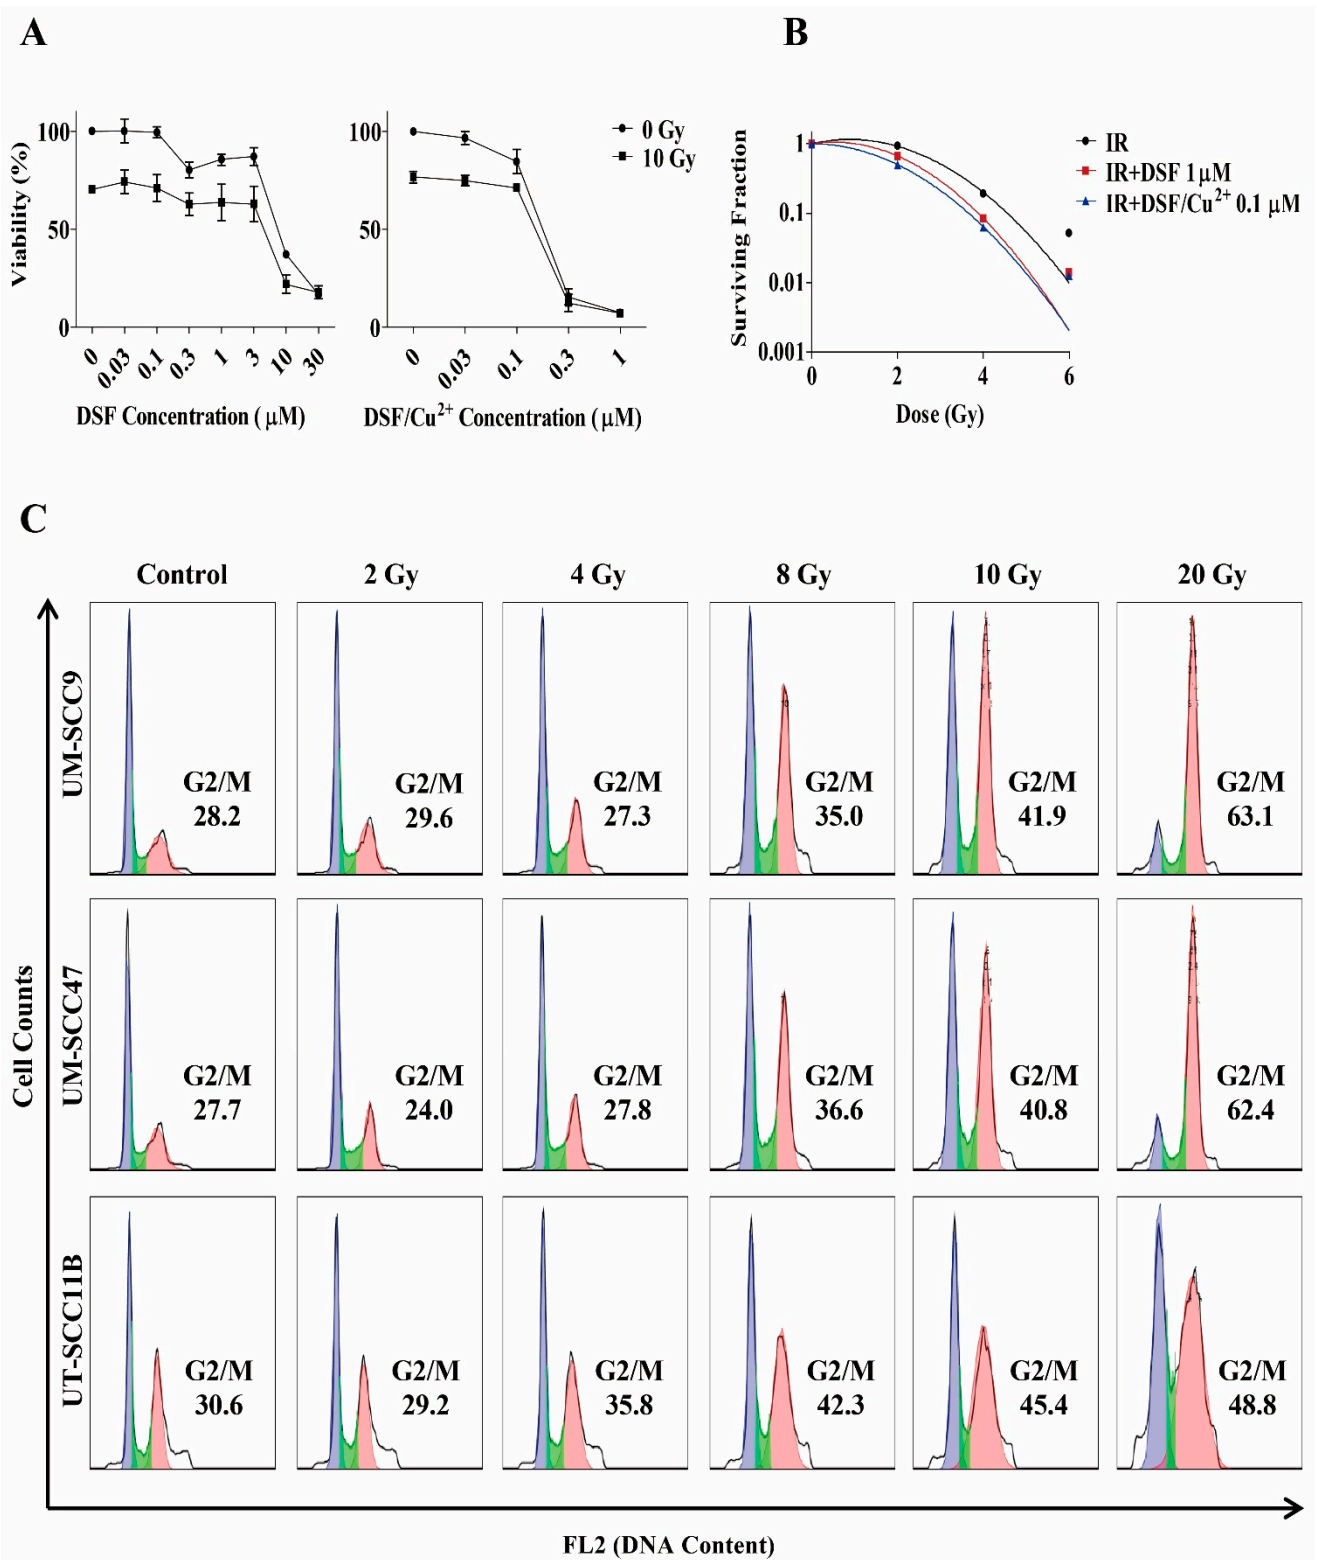 A
B
Viability (%)
100
50
0
0
0.03
0.1
0.3
1
3
10
30
DSF Concentration ( μM)
100
50
0
0
0.03
0.1
0.3
1
DSF/Cu2+ Concentration ( μM)
0 Gy
10 Gy
Surviving Fraction
1
0.1
0.01
0.001
0
2
4
6
Dose (Gy)
IR
IR+DSF 1 μM
IR+DSF/Cu2+ 0.1 μM
C
Control
2 Gy
4 Gy
8 Gy
10 Gy
20 Gy
Cell Counts
UM-SCC9
G2/M
28.2
G2/M
29.6
G2/M
27.3
G2/M
35.0
G2/M
41.9
G2/M
63.1
UM-SCC47
G2/M
27.7
G2/M
24.0
G2/M
27.8
G2/M
36.6
G2/M
40.8
G2/M
62.4
UT-SCC11B
G2/M
30.6
G2/M
29.2
G2/M
35.8
G2/M
42.3
G2/M
45.4
G2/M
48.8
FL2 (DNA Content)